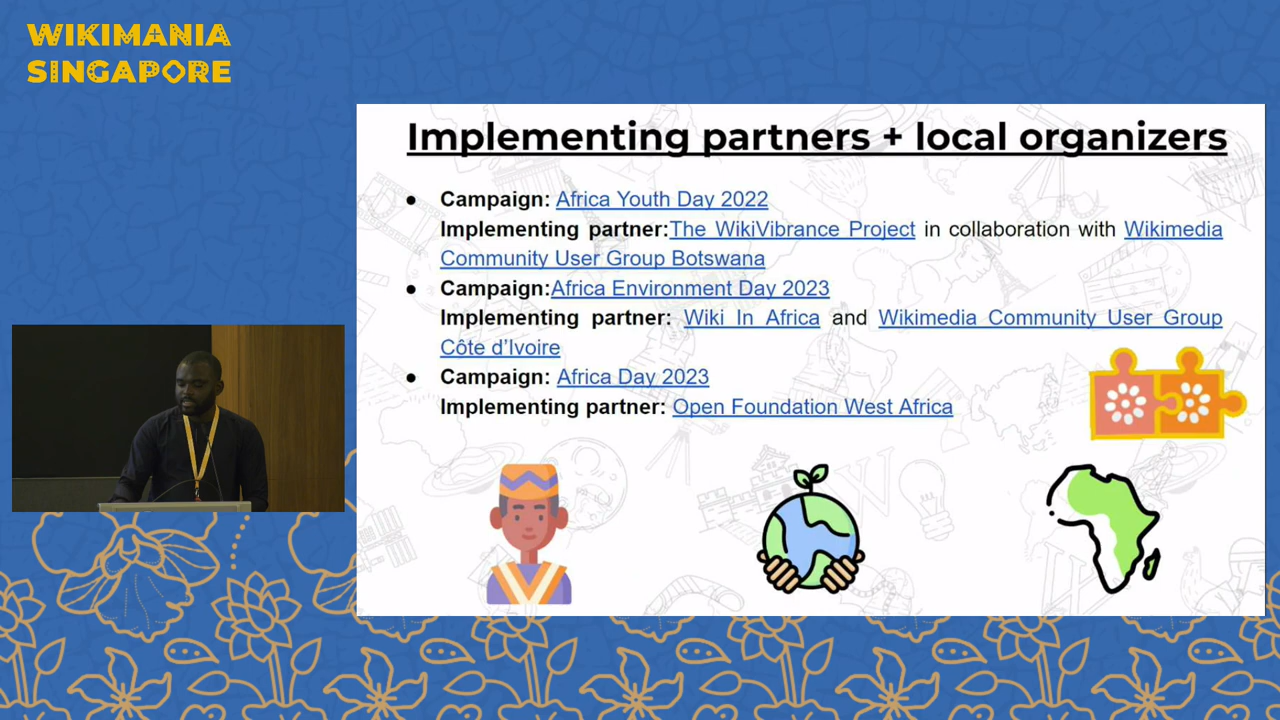 WIKIMANIA
SINGAPORE
Implementing partners + local organizers
● Campaign: Africa Youth Day 2022
Implementing partner:The WikiVibrance Project in collaboration with Wikimedia
Community User Group Botswana
● Campaign:Africa Environment Day 2023
Implementing partner: Wiki In Africa and Wikimedia Community User Group
Côte d’Ivoire
● Campaign: Africa Day 2023
Implementing partner: Open Foundation West Africa